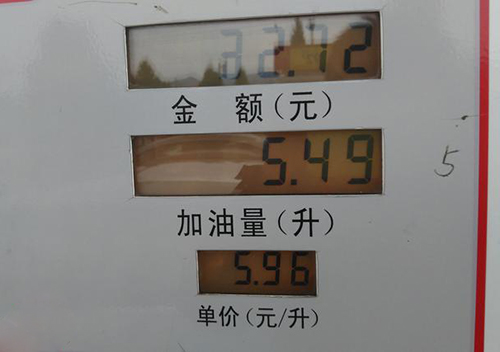 32.72
金 额(元)
5.49
5
加油量(升)
5.96
单价(元/升)